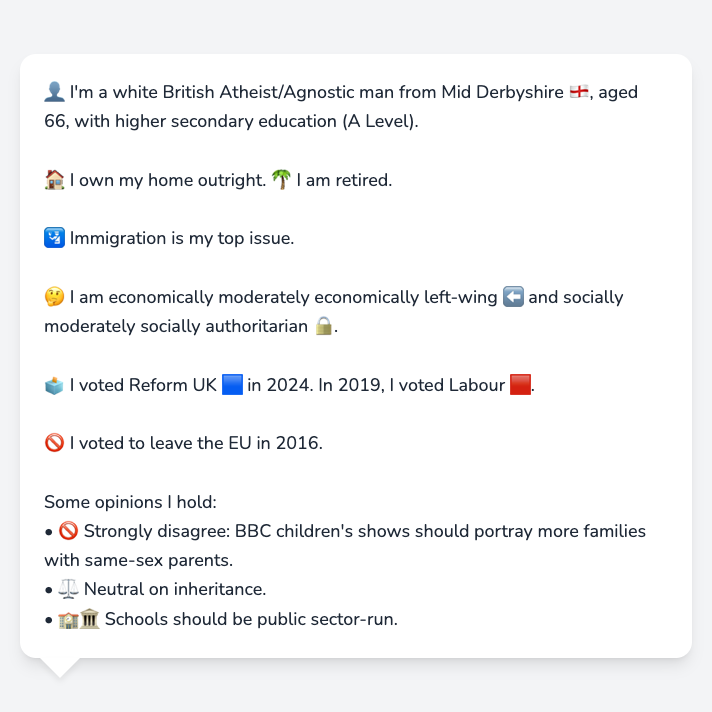 👤 I'm a white British Atheist/Agnostic man from Mid Derbyshire 🏴󠁧󠁢󠁥󠁮󠁧󠁿, aged
66, with higher secondary education (A Level).
🏠 I own my home outright. 🌴 I am retired.
🛂 Immigration is my top issue.
🤔 I am economically moderately economically left-wing ⬅️ and socially
moderately socially authoritarian 🔒.
🗳️ I voted Reform UK 🟦 in 2024. In 2019, I voted Labour 🟥.
🚫 I voted to leave the EU in 2016.
Some opinions I hold:
• 🚫 Strongly disagree: BBC children's shows should portray more families
with same-sex parents.
• ⚖️ Neutral on inheritance.
• 🏫🏛️ Schools should be public sector-run.